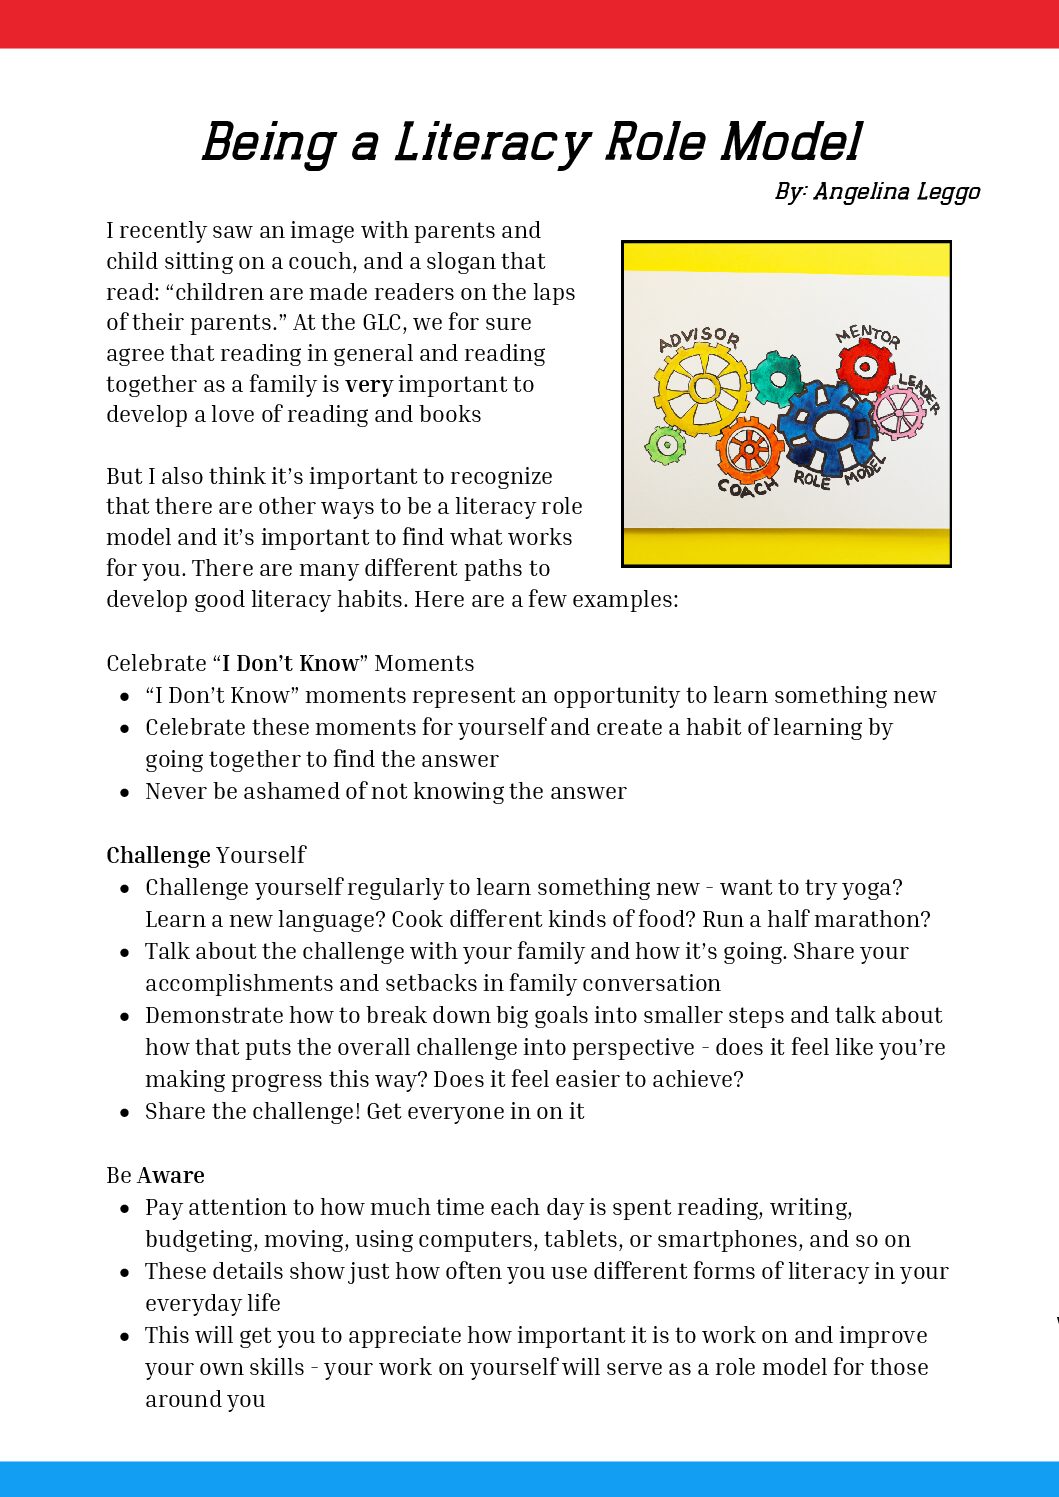 Being a Literacy Role Model
By: Angelina Leggo
I recently saw an image with parents and
child sitting on a couch, and a slogan that
read: “children are made readers on the laps
of their parents.” At the GLC, we for sure
agree that reading in general and reading
together as a family is very important to
develop a love of reading and books
ADVISOR
MENTOR
LEADER
COACH
ROLE MODEL
But I also think it’s important to recognize
that there are other ways to be a literacy role
model and it’s important to find what works
for you. There are many different paths to
develop good literacy habits. Here are a few examples:
Celebrate “I Don’t Know” Moments
• “I Don’t Know” moments represent an opportunity to learn something new
• Celebrate these moments for yourself and create a habit of learning by
going together to find the answer
• Never be ashamed of not knowing the answer
Challenge Yourself
• Challenge yourself regularly to learn something new - want to try yoga?
Learn a new language? Cook different kinds of food? Run a half marathon?
• Talk about the challenge with your family and how it’s going. Share your
accomplishments and setbacks in family conversation
• Demonstrate how to break down big goals into smaller steps and talk about
how that puts the overall challenge into perspective - does it feel like you’re
making progress this way? Does it feel easier to achieve?
• Share the challenge! Get everyone in on it
Be Aware
• Pay attention to how much time each day is spent reading, writing,
budgeting, moving, using computers, tablets, or smartphones, and so on
• These details show just how often you use different forms of literacy in your
everyday life
• This will get you to appreciate how important it is to work on and improve
your own skills - your work on yourself will serve as a role model for those
around you